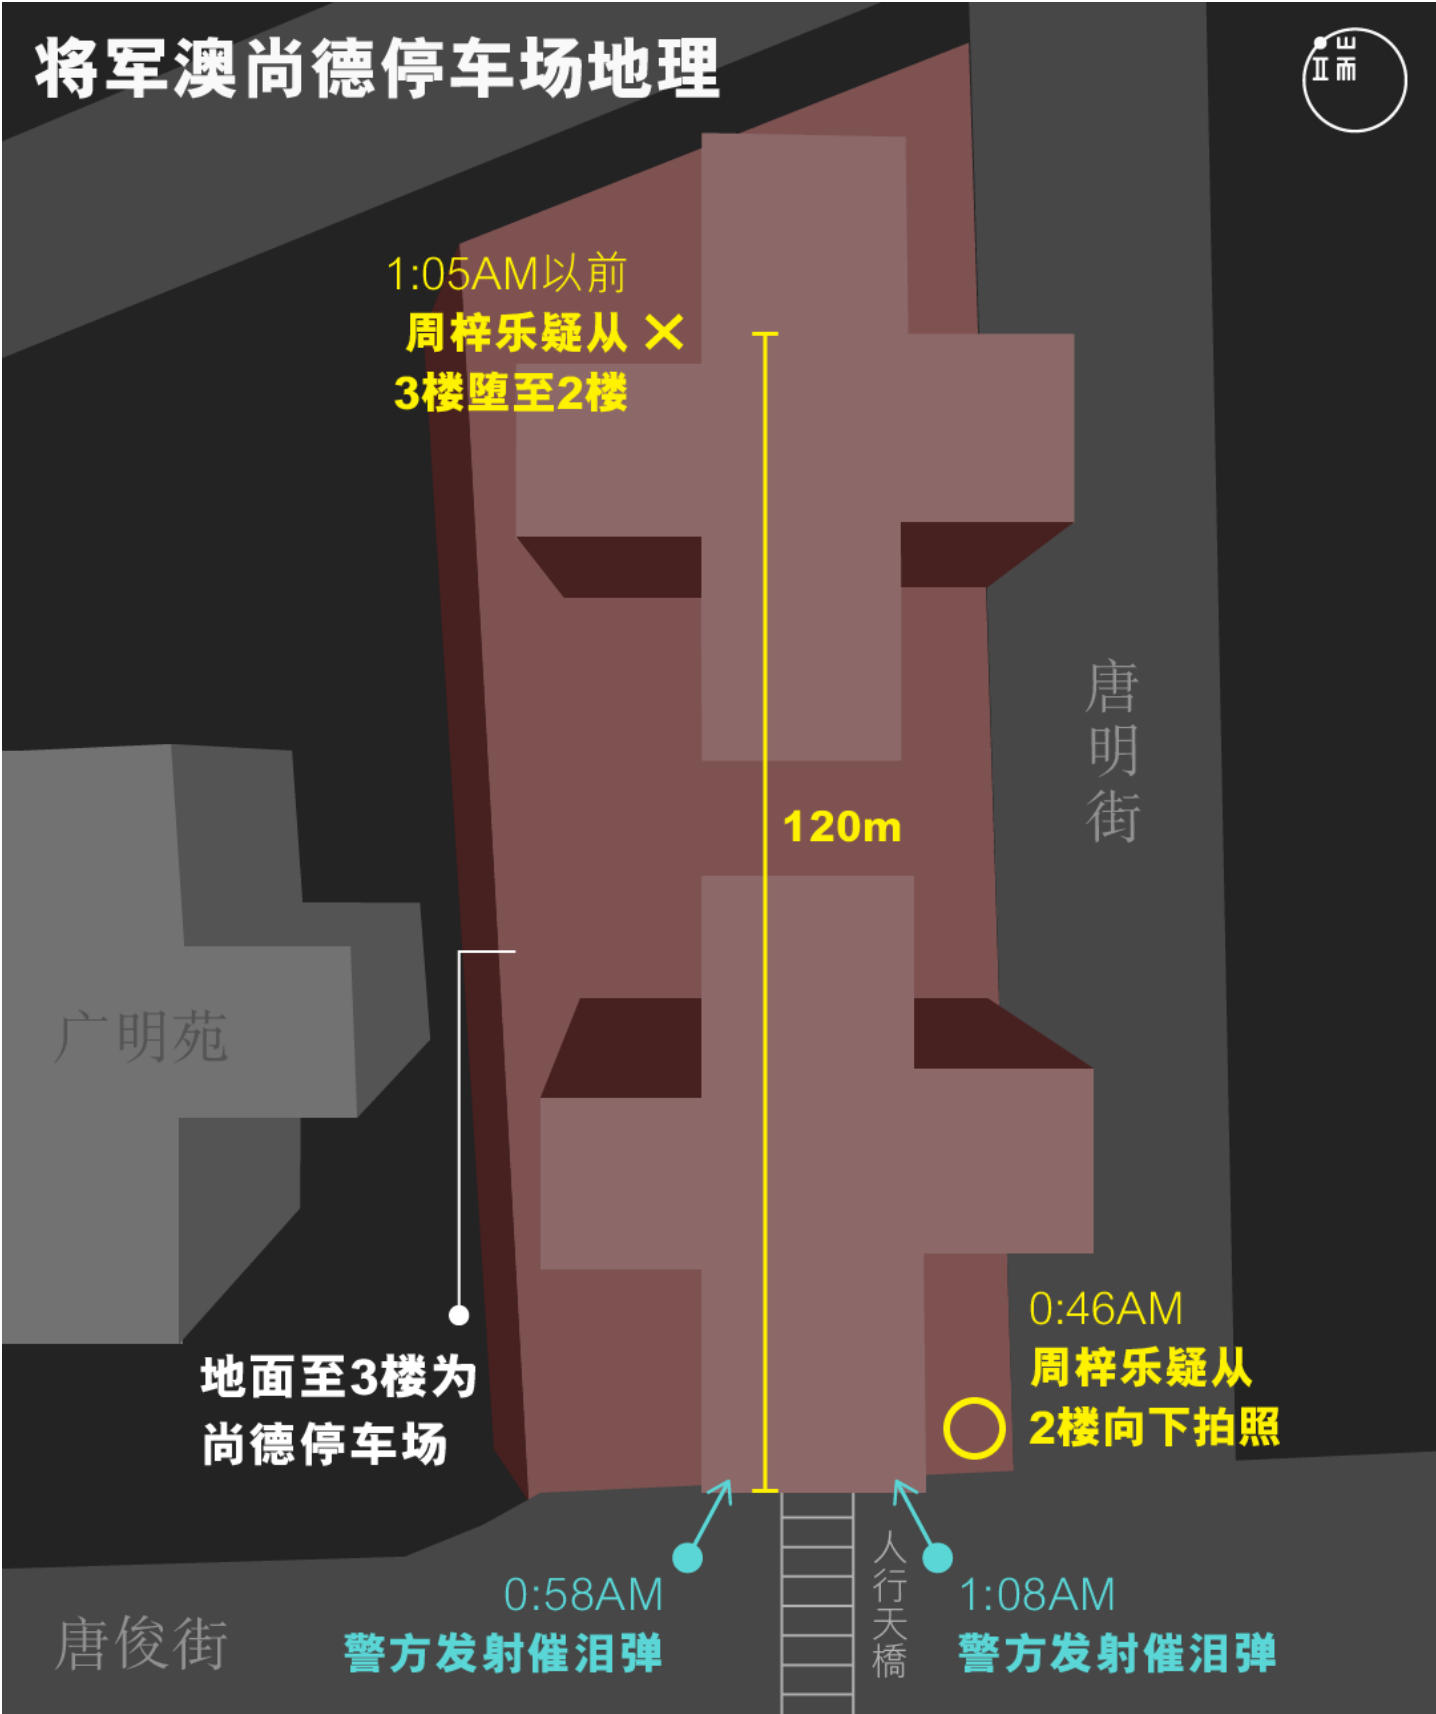 将军澳尚德停车场地理
端
1:05AM以前
周梓乐疑从
3楼堕至2楼
唐明街
120m
广明苑
地面至3楼为
尚德停车场
0:46AM
周梓乐疑从
2楼向下拍照
人行天橋
0:58AM
警方发射催泪弹
1:08AM
警方发射催泪弹
唐俊街